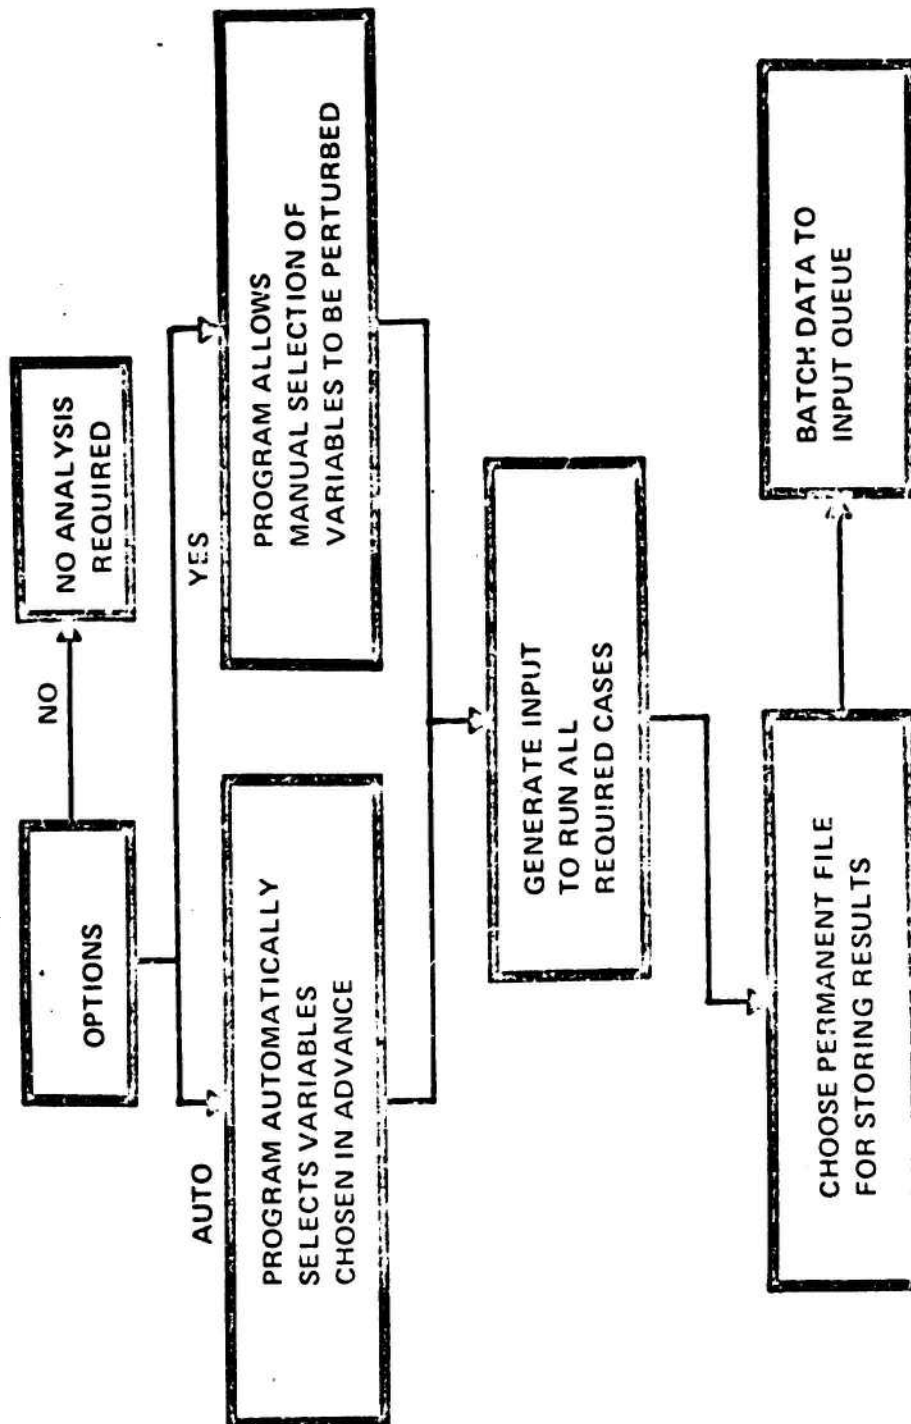 OPTIONS
NO
NO ANALYSIS
REQUIRED
AUTO
YES
PROGRAM AUTOMATICALLY
SELECTS VARIABLES
CHOSEN IN ADVANCE
PROGRAM ALLOWS
MANUAL SELECTION OF
VARIABLES TO BE PERTURBED
GENERATE INPUT
TO RUN ALL
REQUIRED CASES
CHOOSE PERMANENT FILE
FOR STORING RESULTS
BATCH DATA TO
INPUT QUEUE